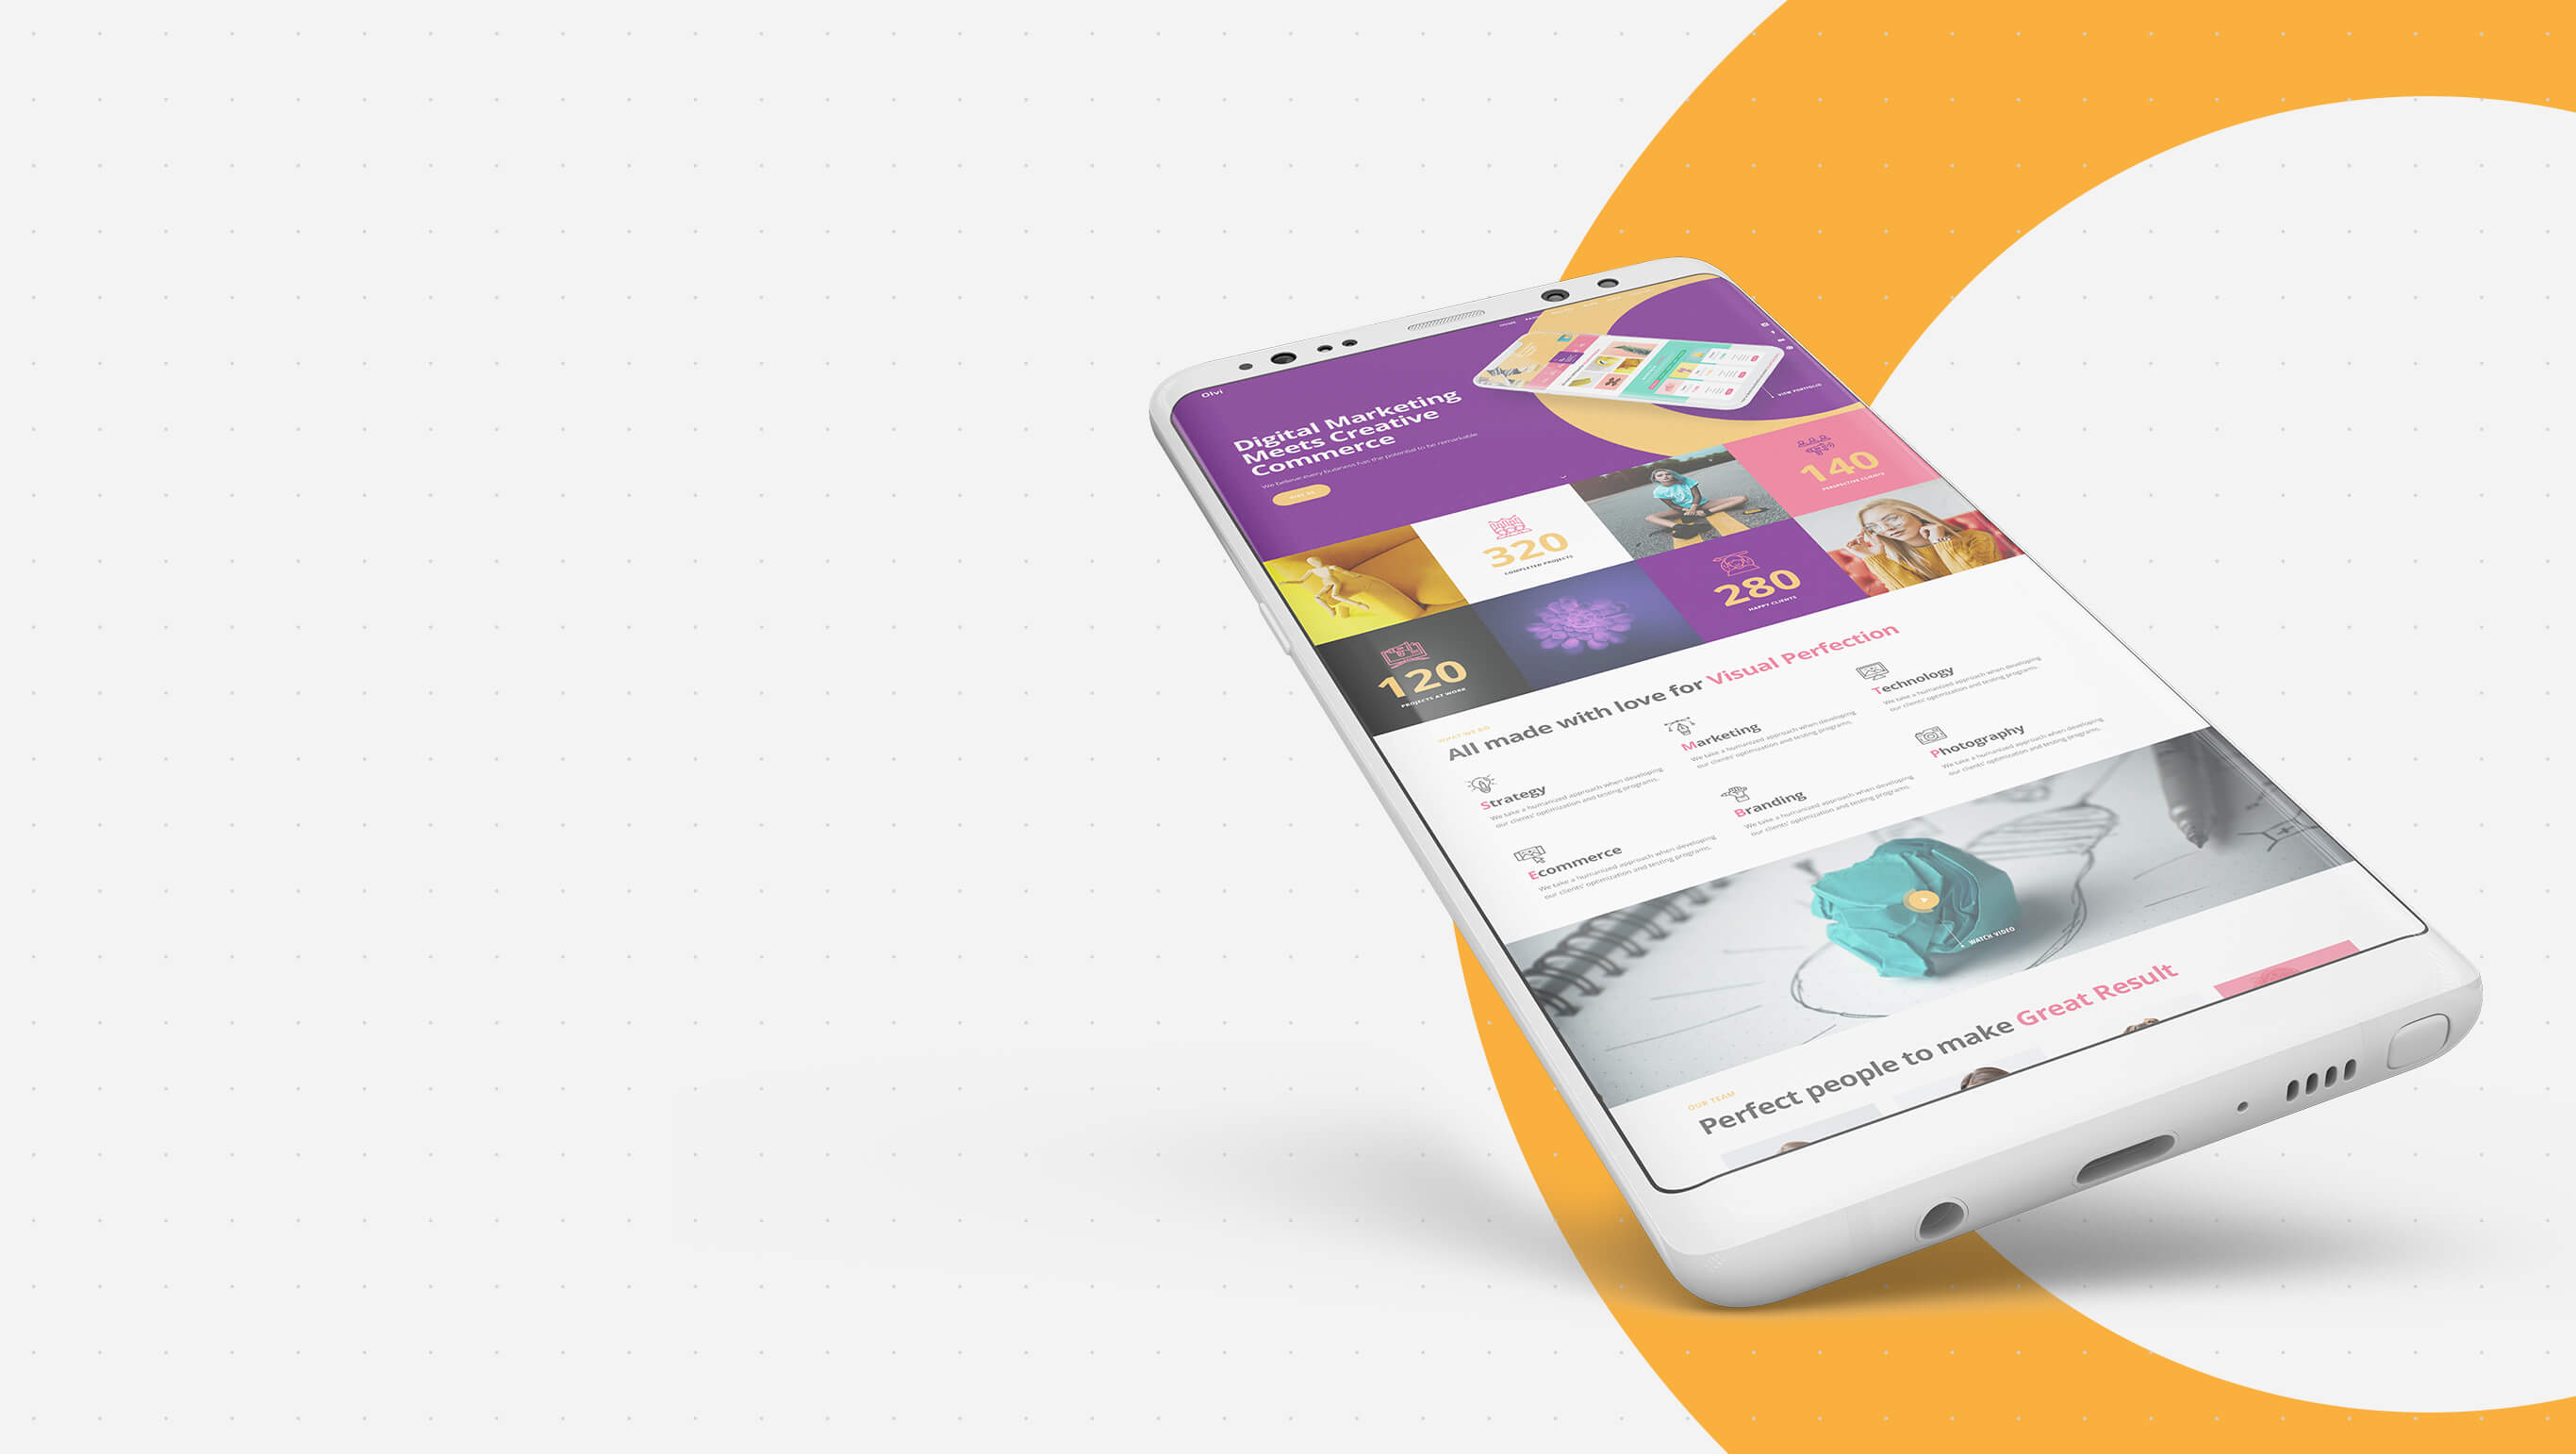 Olvi
Digital Marketing
Meets Creative
Commerce
We believe every business has the potential to be remarkable
VIEW PORTFOLIO
320
COMPLETED PROJECTS
140
PERSPECTIVE CLIENTS
120
PROJECTS AT WORK
280
HAPPY CLIENTS
WHAT WE DO
All made with love for Visual Perfection
Strategy
We take a humanized approach when developing
our clients' optimization and testing programs.
Marketing
We take a humanized approach when developing
our clients' optimization and testing programs.
Technology
We take a humanized approach when developing
our clients' optimization and testing programs.
Ecommerce
We take a humanized approach when developing
our clients' optimization and testing programs.
Branding
We take a humanized approach when developing
our clients' optimization and testing programs.
Photography
We take a humanized approach when developing
our clients' optimization and testing programs.
WATCH VIDEO
OUR TEAM
Perfect people to make Great Result